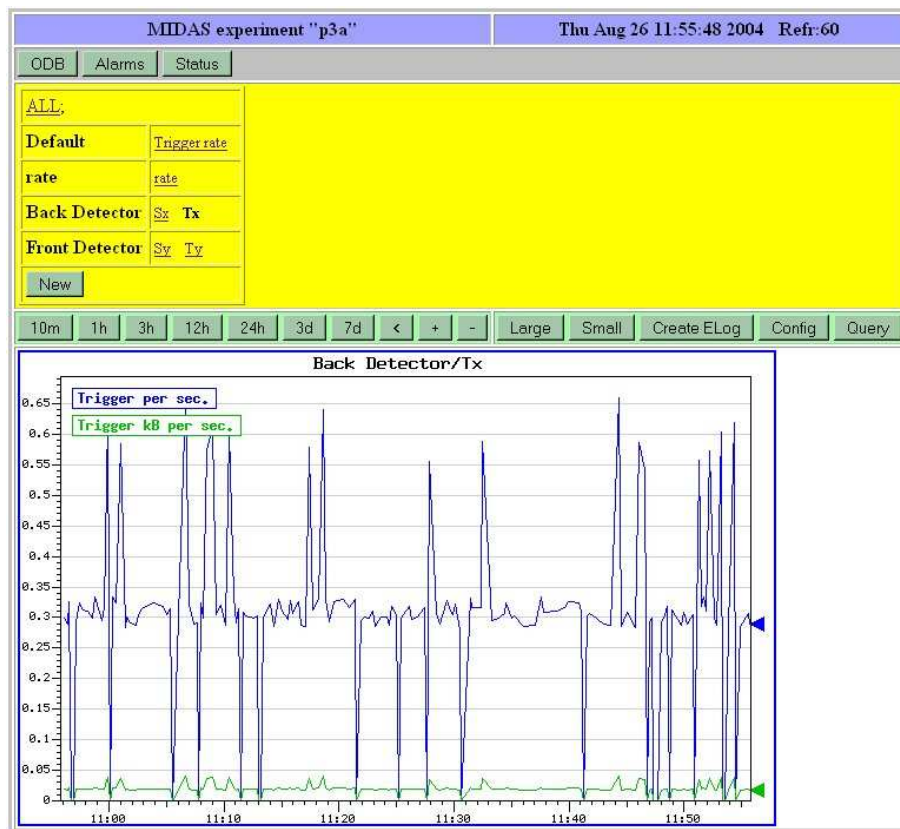 MIDAS experiment "p3a" Thu Aug 26 11:55:48 2004 Refr:60
ODB Alarms Status
ALL;
Default Trigger rate
rate rate
Back Detector Sx Tx
Front Detector Sy Ty
New
10m 1h 3h 12h 24h 3d 7d < + - Large Small Create ELog Config Query
Back Detector/Tx
Trigger per sec.
Trigger kB per sec.
0.65
0.6
0.55
0.5
0.45
0.4
0.35
0.3
0.25
0.2
0.15
0.1
0.05
0
11:00 11:10 11:20 11:30 11:40 11:50